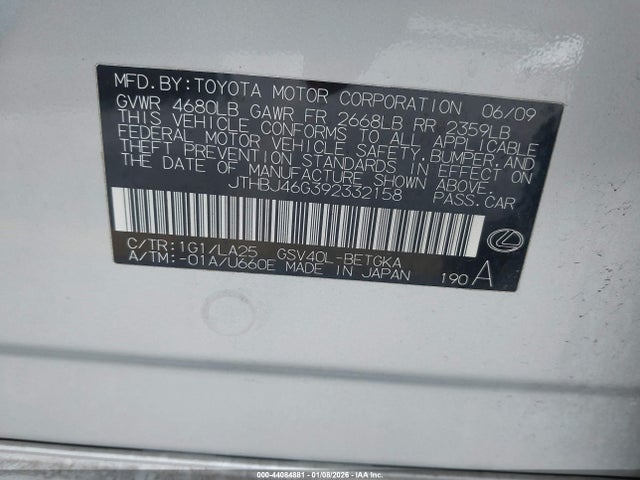 MFD.BY:TOYOTA MOTOR CORPORATION 06/09
GVWR 4680LB GAWR FR 2668LB RR 2359LB
THIS VEHICLE CONFORMS TO ALL APPLICABLE
FEDERAL MOTOR VEHICLE SAFETY,BUMPER,AND
THEFT PREVENTION STANDARDS IN EFFECT ON
THE DATE OF MANUFACTURE SHOWN ABOVE.
JTHBJ46G392332158 PASS.CAR
C/TR:1G1/LA25 GSV40L-BETGKA
A/TM:-01A/U660E MADE IN JAPAN 190 A
000-44084881 - 01/08/2026 - IAA Inc.